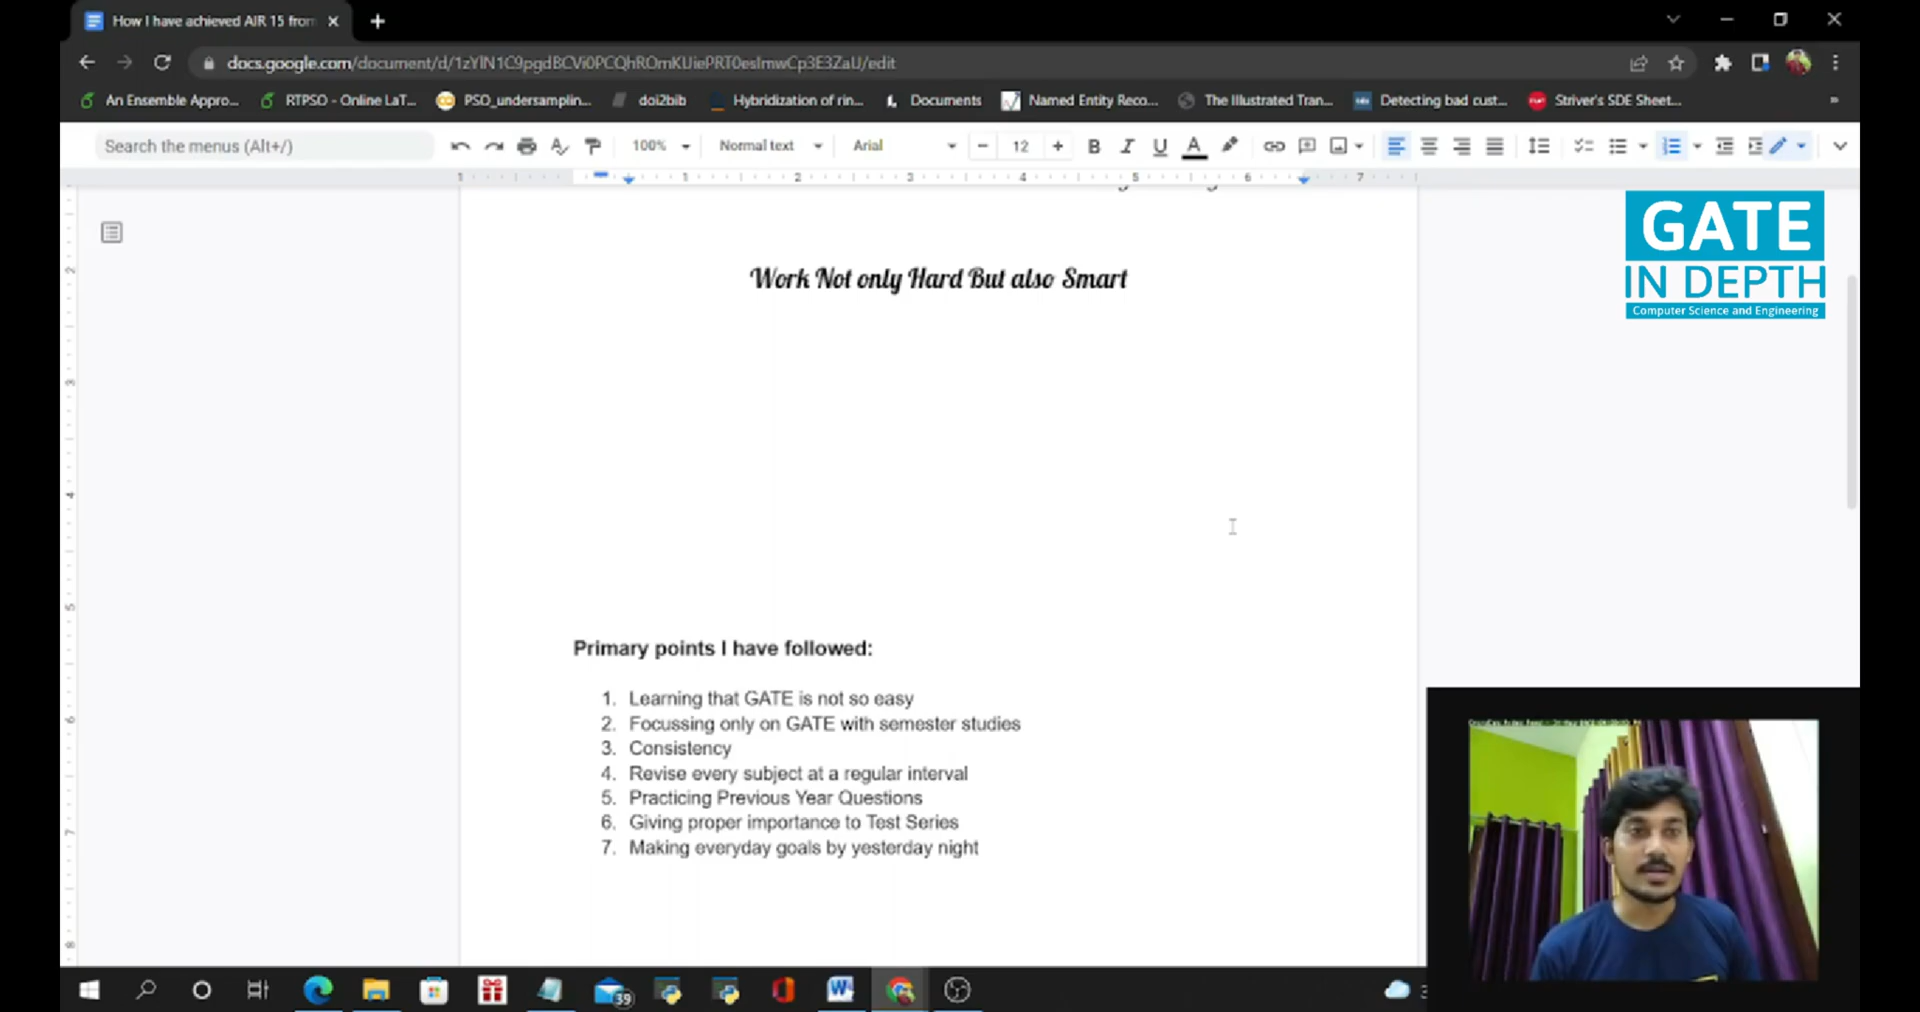 How I have achieved AIR 15 from
docs.google.com/document/d/1zYlN1C9pgdBCVi0PCQhROmKUiePRT0esImwCp3E3ZaU/edit
An Ensemble Appro...
RTPSO - Online LaT...
PSO_undersamplin...
doi2bib
Hybridization of rin...
Documents
Named Entity Reco...
The Illustrated Tran...
Detecting bad cust...
Striver's SDE Sheet...
Search the menus (Alt+/)
100%
Normal text
Arial
12
GATE
IN DEPTH
Computer Science and Engineering
Work Not only Hard But also Smart
Primary points I have followed:
1. Learning that GATE is not so easy
2. Focussing only on GATE with semester studies
3. Consistency
4. Revise every subject at a regular interval
5. Practicing Previous Year Questions
6. Giving proper importance to Test Series
7. Making everyday goals by yesterday night
39